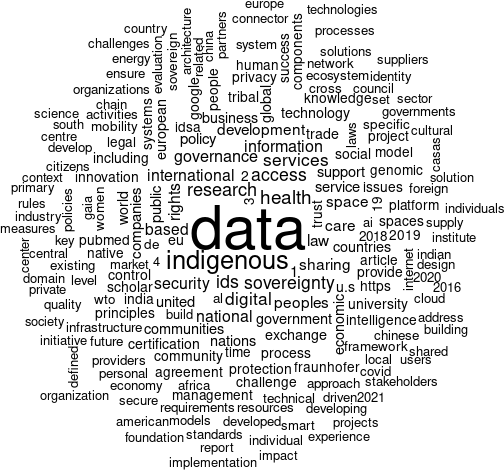 europe
country connector technologies
challenges processes
architecture
partners
energy evaluation sovereign related china system success components solutions
ensure google people human network suppliers
organizations privacy ecosystem identity
chain tribal global cross council
science activities systems european business knowledge set sector
south mobility idsa development technology governments
centre legal policy information trade laws specific cultural
develop including governance services social model project casas
citizens
context innovation international 2 access support genomic solution
primary policies gaia women world companies public rights research 3 health trust service issues foreign
rules space 19 platform individuals
industry based data care ai spaces supply
measures key pubmed de eu law 2018 2019 institute
center central native indigenous countries indian
existing market 4 1 sharing article internet design
domain level control provide 2020
private scholar security ids sovereignty u.s https 2016
quality wto india united al digital peoples economic university cloud
society principles build national government intelligence address
infrastructure communities exchange chinese building
initiative future certification nations framework shared
defined providers community time process local users
personal agreement protection fraunhofer covid
economy africa challenge approach stakeholders
organization secure management technical driven 2021
requirements resources developing
american models developed smart projects
foundation standards individual experience
report
implementation impact